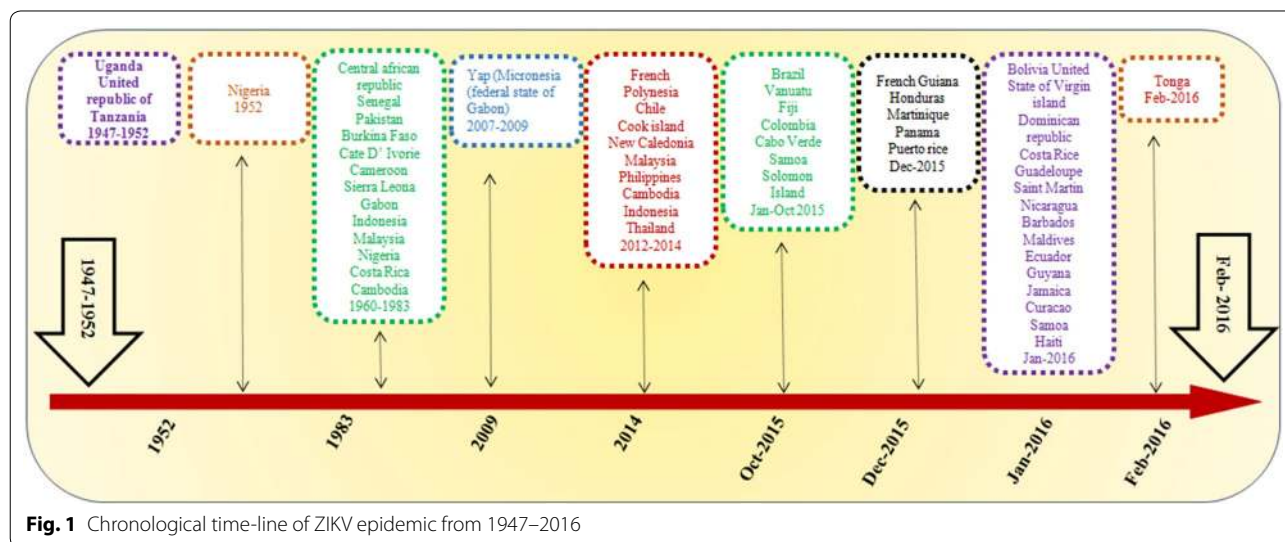 Uganda
United
republic of
Tanzania
1947-1952
Nigeria
1952
Central african
republic
Senegal
Pakistan
Burkina Faso
Cate D’ Ivorie
Cameroon
Sierra Leona
Gabon
Indonesia
Malaysia
Nigeria
Costa Rica
Cambodia
1960-1983
Yap (Micronesia
(federal state of
Gabon)
2007-2009
French
Polynesia
Chile
Cook island
New Caledonia
Malaysia
Philippines
Cambodia
Indonesia
Thailand
2012-2014
Brazil
Vanuatu
Fiji
Colombia
Cabo Verde
Samoa
Solomon
Island
Jan-Oct 2015
French Guiana
Honduras
Martinique
Panama
Puerto rice
Dec-2015
Bolivia United
State of Virgin
island
Dominican
republic
Costa Rice
Guadeloupe
Saint Martin
Nicaragua
Barbados
Maldives
Ecuador
Guyana
Jamaica
Curacao
Samoa
Haiti
Jan-2016
Tonga
Feb-2016
1947-1952
Feb- 2016
1952
1983
2009
2014
Oct-2015
Dec-2015
Jan-2016
Feb-2016
Fig. 1 Chronological time-line of ZIKV epidemic from 1947–2016